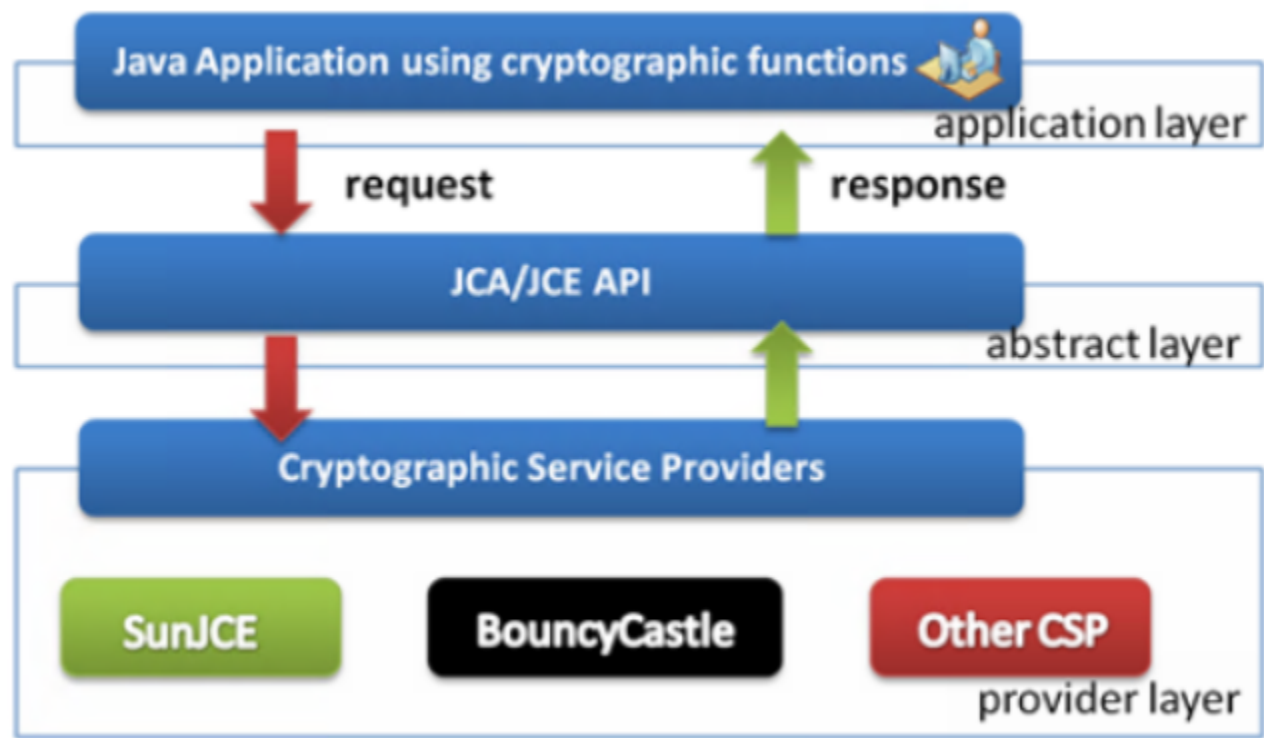 Java Application using cryptographic functions
application layer
request
response
JCA/JCE API
abstract layer
Cryptographic Service Providers
SunJCE
BouncyCastle
Other CSP
provider layer